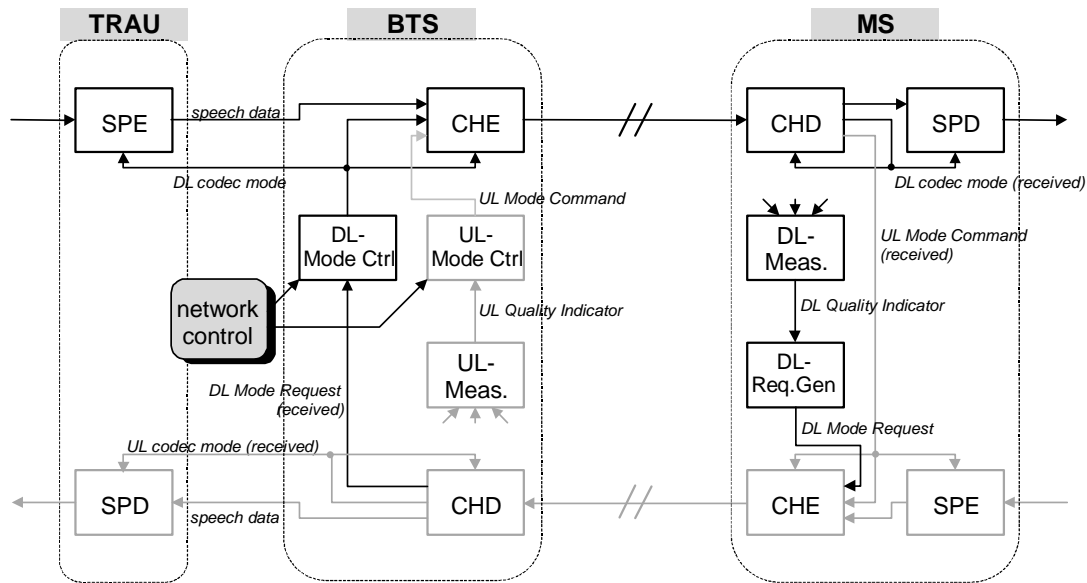 TRAU
BTS
MS
SPE
speech data
CHE
CHD
SPD
DL codec mode
DL codec mode (received)
UL Mode Command
DL-
Mode Ctrl
UL-
Mode Ctrl
DL-
Meas.
UL Mode Command
(received)
network
control
UL Quality Indicator
DL Quality Indicator
UL-
Meas.
DL-
Req.Gen
DL Mode Request
(received)
DL Mode Request
UL codec mode (received)
SPD
speech data
CHD
CHE
SPE